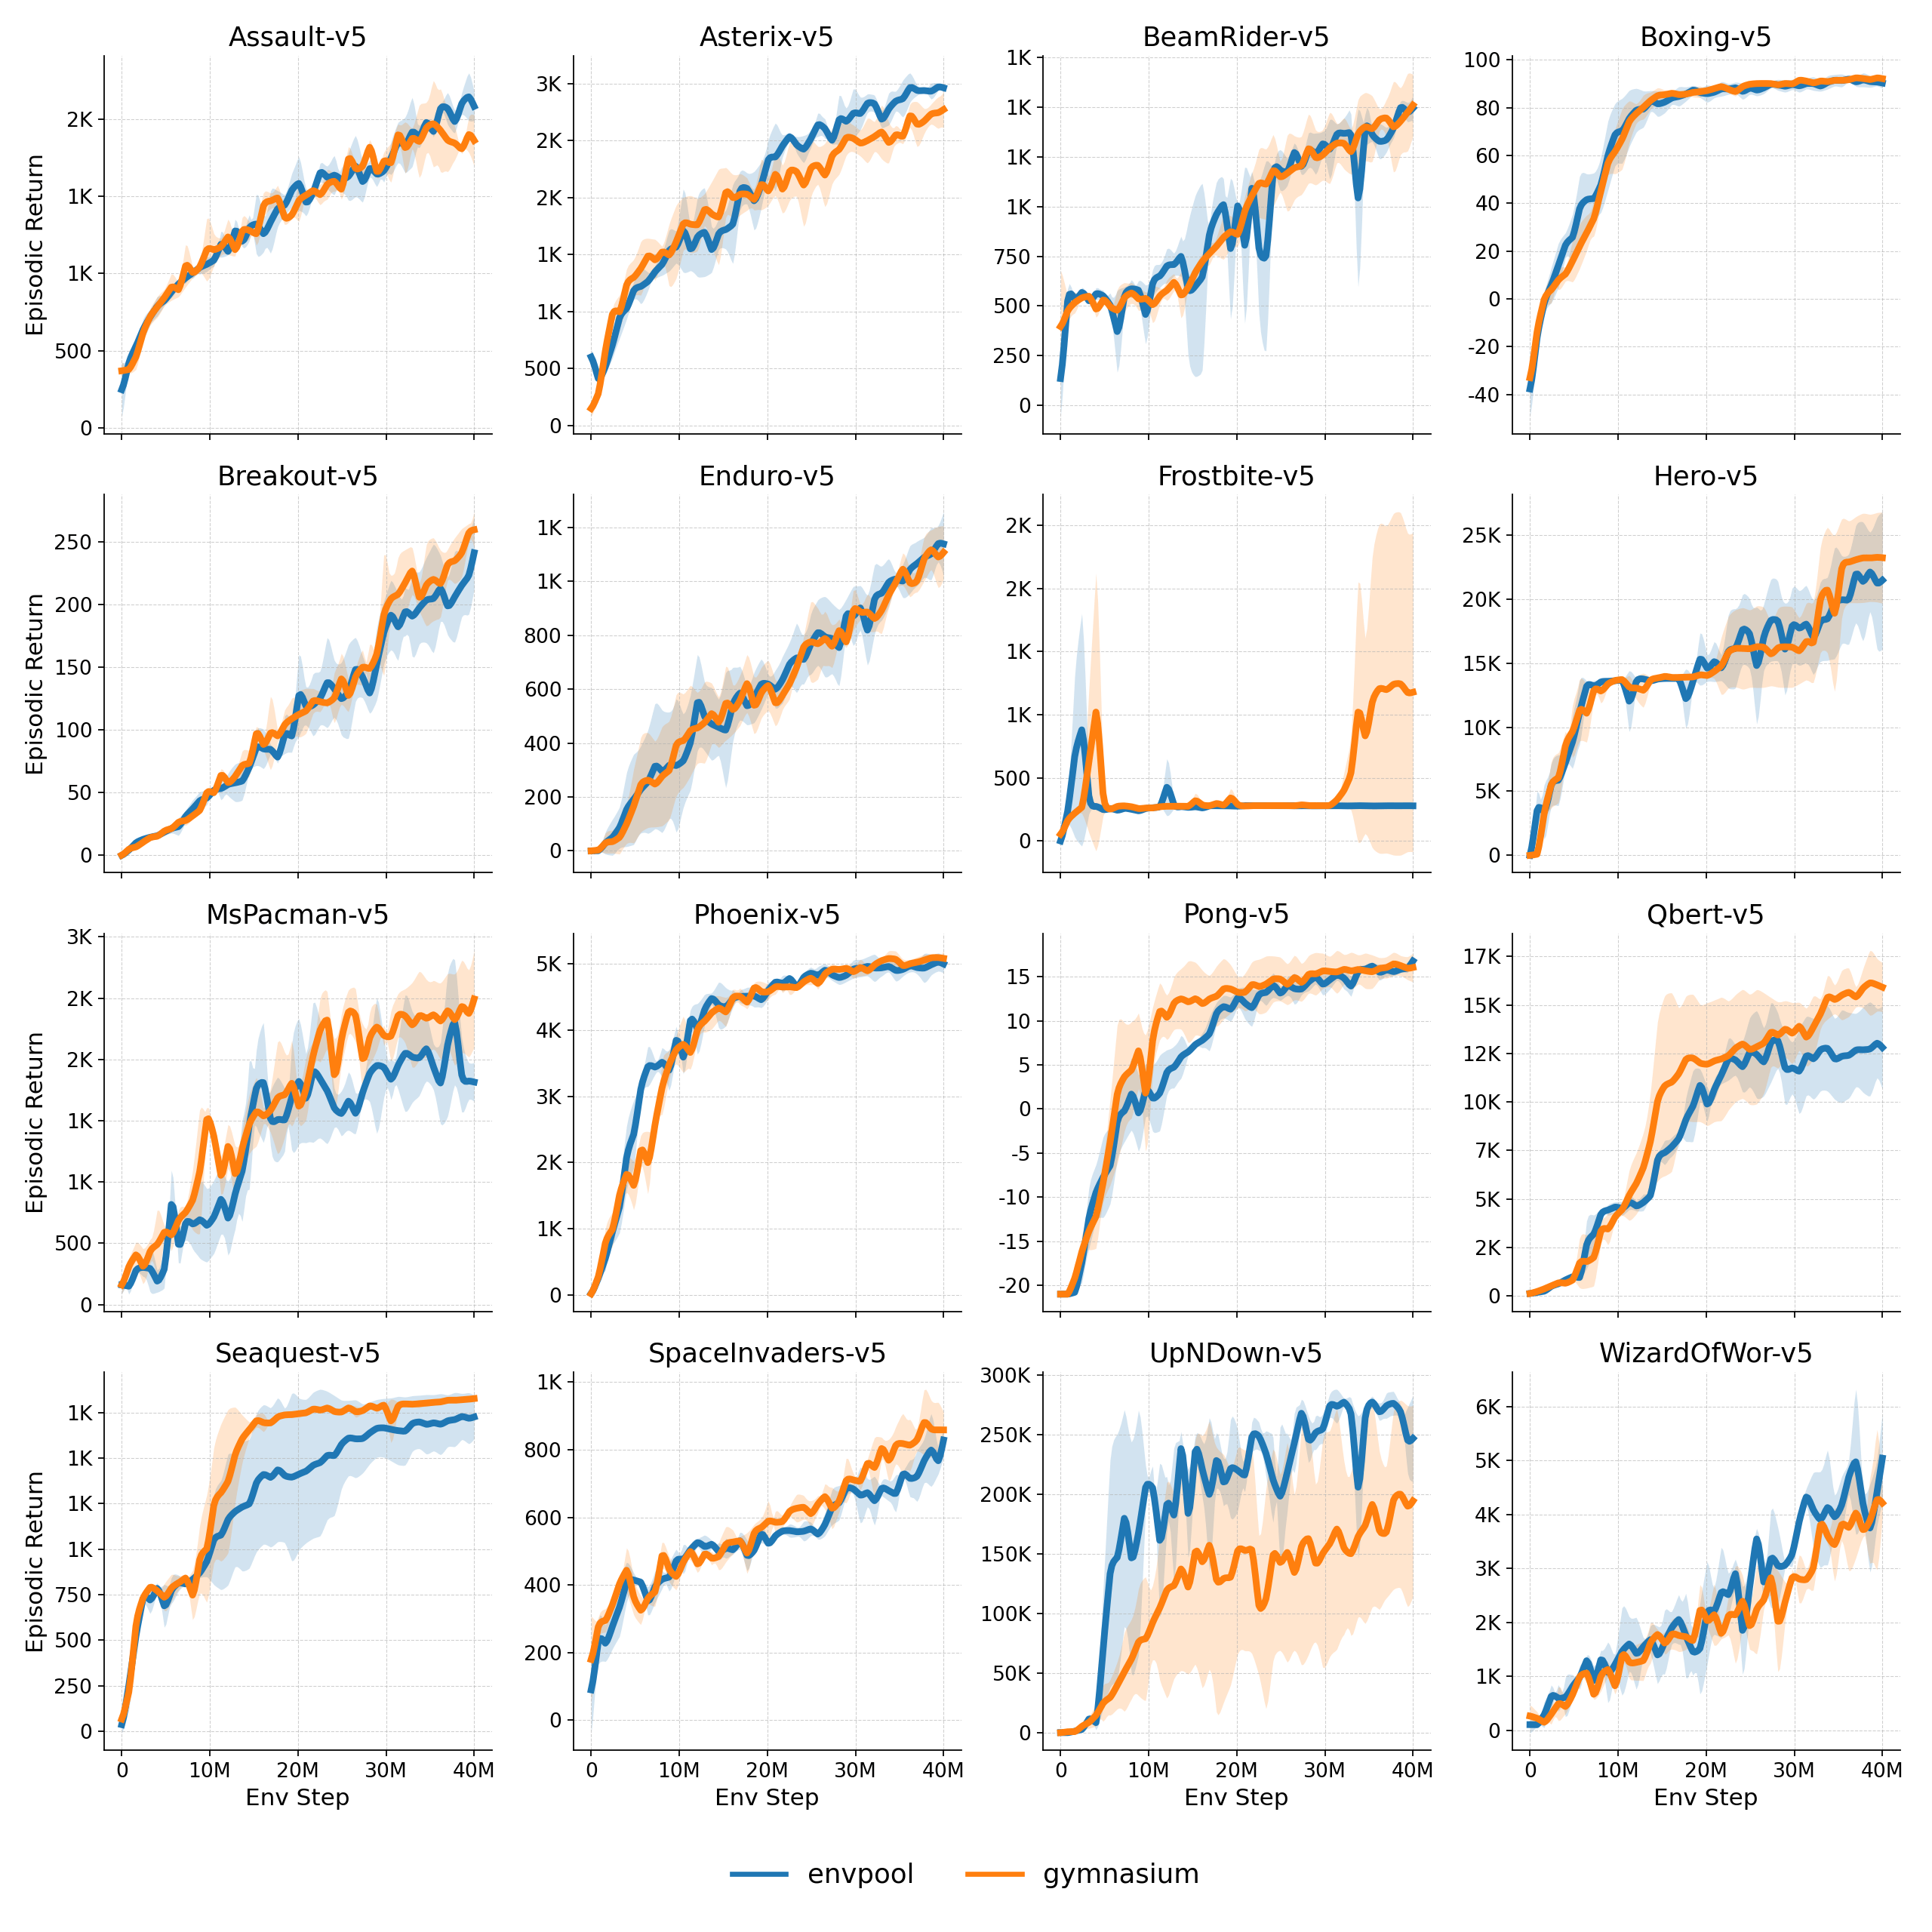 Assault-v5 Asterix-v5 BeamRider-v5 Boxing-v5
Episodic Return
2K 1K 1K 500 0
3K 2K 2K 1K 1K 500 0
1K 1K 1K 1K 750 500 250 0
100 80 60 40 20 0 -20 -40
Breakout-v5 Enduro-v5 Frostbite-v5 Hero-v5
Episodic Return
250 200 150 100 50 0
1K 1K 800 600 400 200 0
2K 2K 1K 1K 500 0
25K 20K 15K 10K 5K 0
MsPacman-v5 Phoenix-v5 Pong-v5 Qbert-v5
Episodic Return
3K 2K 2K 1K 1K 500 0
5K 4K 3K 2K 1K 0
15 10 5 0 -5 -10 -15 -20
17K 15K 12K 10K 7K 5K 2K 0
Seaquest-v5 SpaceInvaders-v5 UpNDown-v5 WizardOfWor-v5
Episodic Return
1K 1K 1K 1K 750 500 250 0
1K 800 600 400 200 0
300K 250K 200K 150K 100K 50K 0
6K 5K 4K 3K 2K 1K 0
0 10M 20M 30M 40M 0 10M 20M 30M 40M 0 10M 20M 30M 40M 0 10M 20M 30M 40M
Env Step Env Step Env Step Env Step
envpool gymnasium